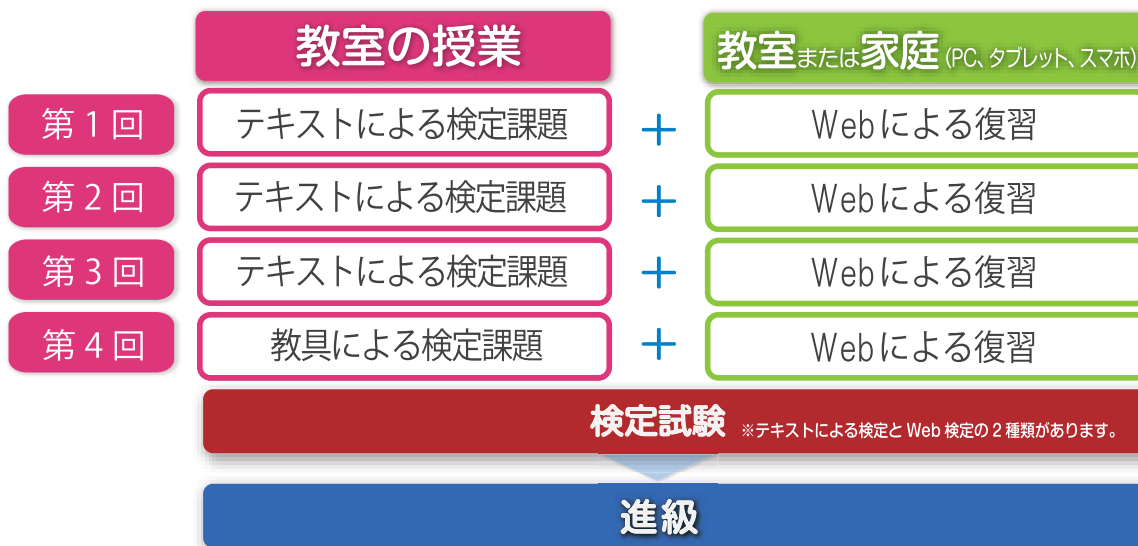 教室の授業
教室または家庭(PC、タブレット、スマホ)
第1回
テキストによる検定課題
+
Webによる復習
第2回
テキストによる検定課題
+
Webによる復習
第3回
テキストによる検定課題
+
Webによる復習
第4回
教具による検定課題
+
Webによる復習
検定試験 ※テキストによる検定とWeb検定の2種類があります。
進級